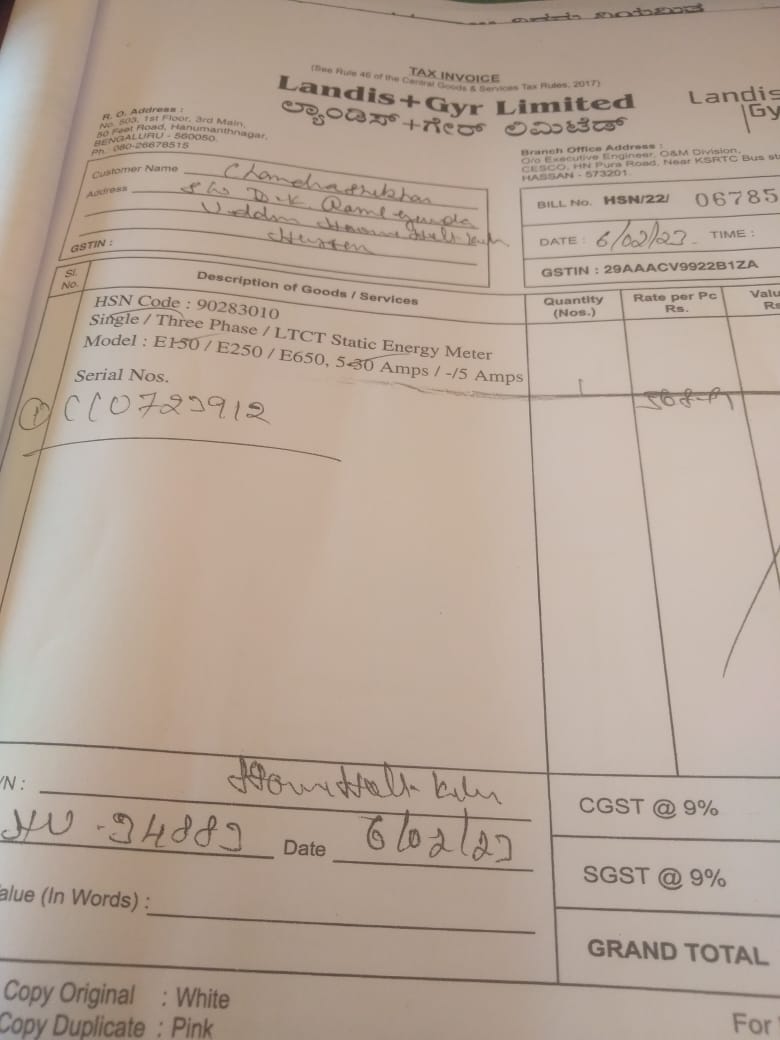 TAX INVOICE
(See Rule 46 of the Central Goods & Services Tax Rules, 2017)
Landis+Gyr Limited
ಲ್ಯಾಂಡಿಸ್+ಗೇರ್ ಲಿಮಿಟೆಡ್
Landis
Gy
R. O. Address :
No. 503, 1st Floor, 3rd Main,
50 Feet Road, Hanumanthnagar,
BENGALURU - 560050.
Ph.: 080-26678515
Branch Office Address :
O/o Executive Engineer, O&M Division,
CESCO, HN Pura Road, Near KSRTC Bus st
HASSAN - 573201.
Customer Name Chandrashekhar
Address S/o D.K. Ramegowda
GSTIN :
BILL No. HSN/22/ 06785
DATE : 6/02/23 TIME :
GSTIN : 29AAACV9922B1ZA
Sl. No. Description of Goods / Services Quantity (Nos.) Rate per Pc Rs. Valu Rs
HSN Code : 90283010
Single / Three Phase / LTCT Static Energy Meter
Model : E150 / E250 / E650, 5-30 Amps / -/5 Amps 1
Serial Nos.
1
/N :
Date 6/02/23
alue (In Words) :
CGST @ 9%
SGST @ 9%
GRAND TOTAL
Copy Original : White
Copy Duplicate : Pink
For